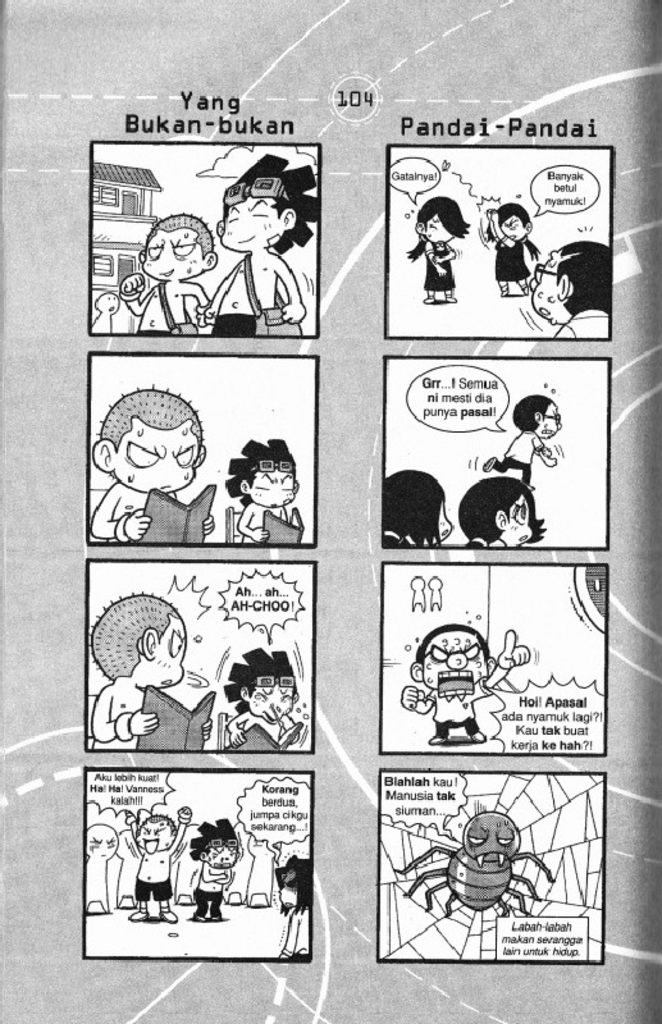 104
Yang
Bukan-bukan
Aku lebih kuat!
Ha! Ha! Vanness
kalah!!!
Ah... ah...
AH-CHOO!
Korang
berdua,
jumpa cikgu
sekarang...!
Pandai-Pandai
Gatalnya!
Banyak
betul
nyamuk!
Grr...! Semua
ni mesti dia
punya pasal!
Hoi! Apasal
ada nyamuk lagi?!
Kau tak buat
kerja ke hah?!
Blahlah kau!
Manusia tak
siuman...
Labah-labah
makan serangga
lain untuk hidup.